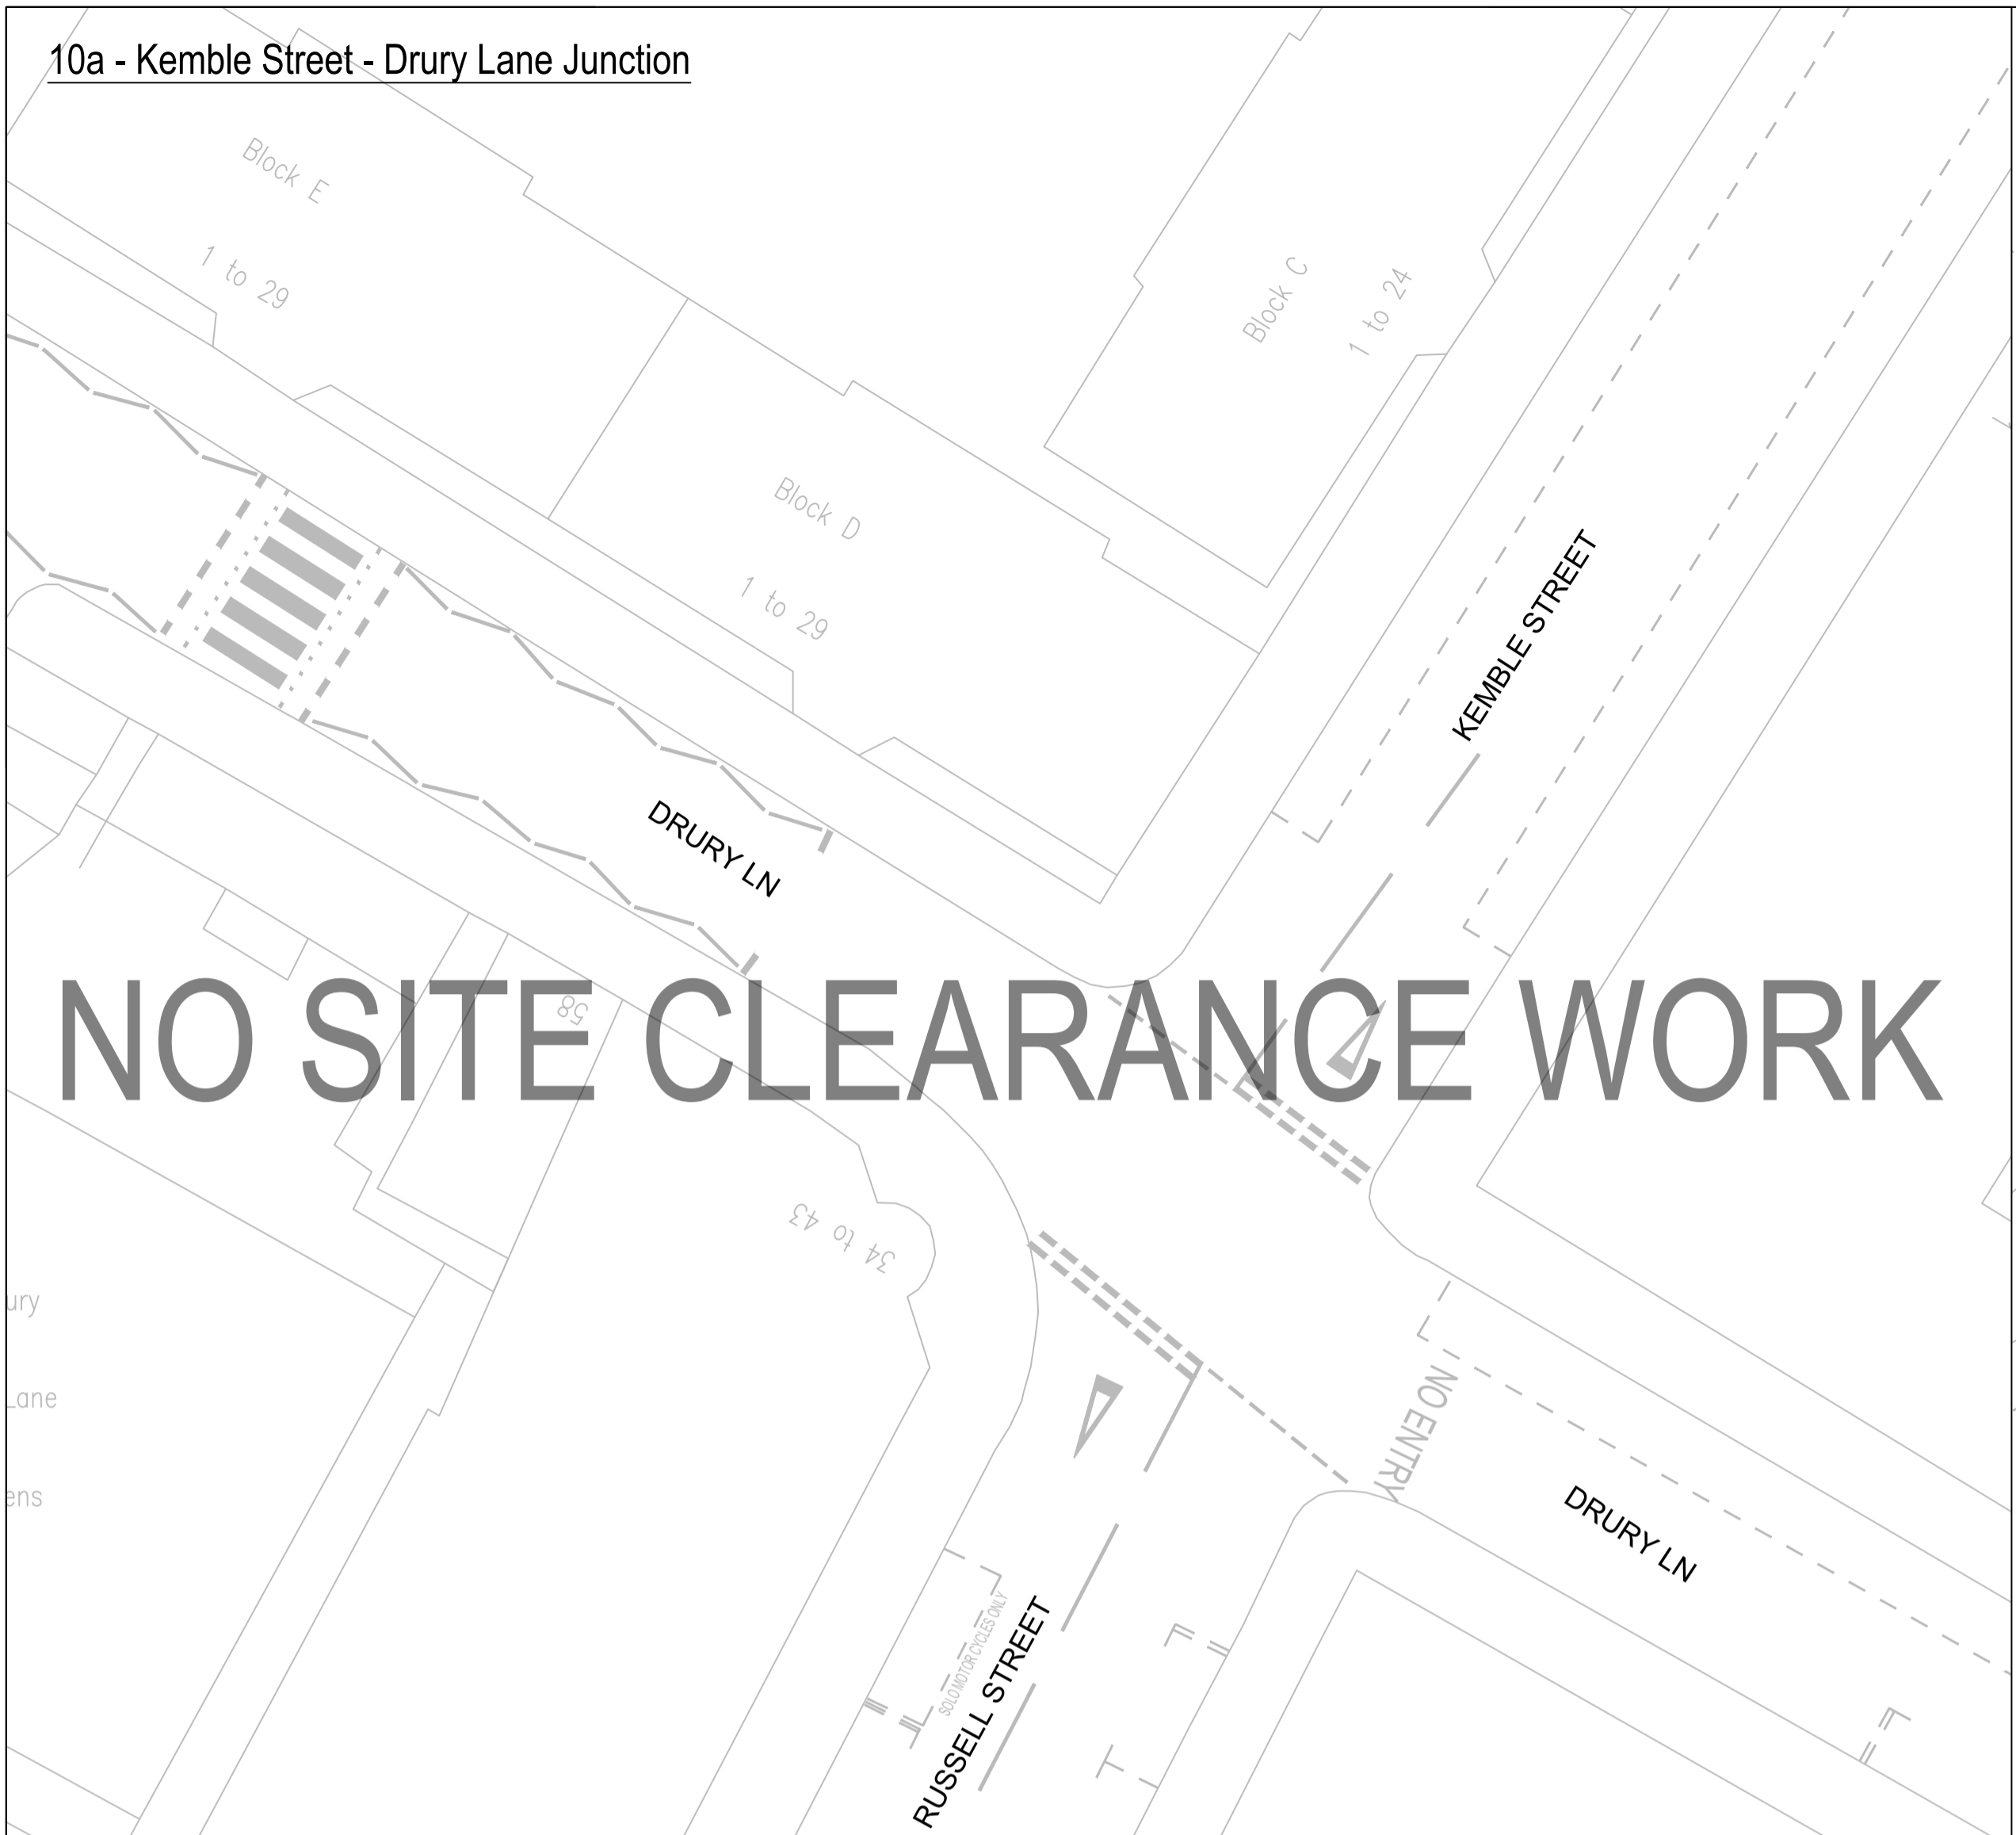 10a - Kemble Street - Drury Lane Junction
Block E
1 to 29
Block C
1 to 24
Block D
1 to 29
KEMBLE STREET
DRURY LN
NO SITE CLEARANCE WORK
58
34 to 43
ury
Lane
ens
NO ENTRY
DRURY LN
SOLO MOTOR CYCLES ONLY
RUSSELL STREET